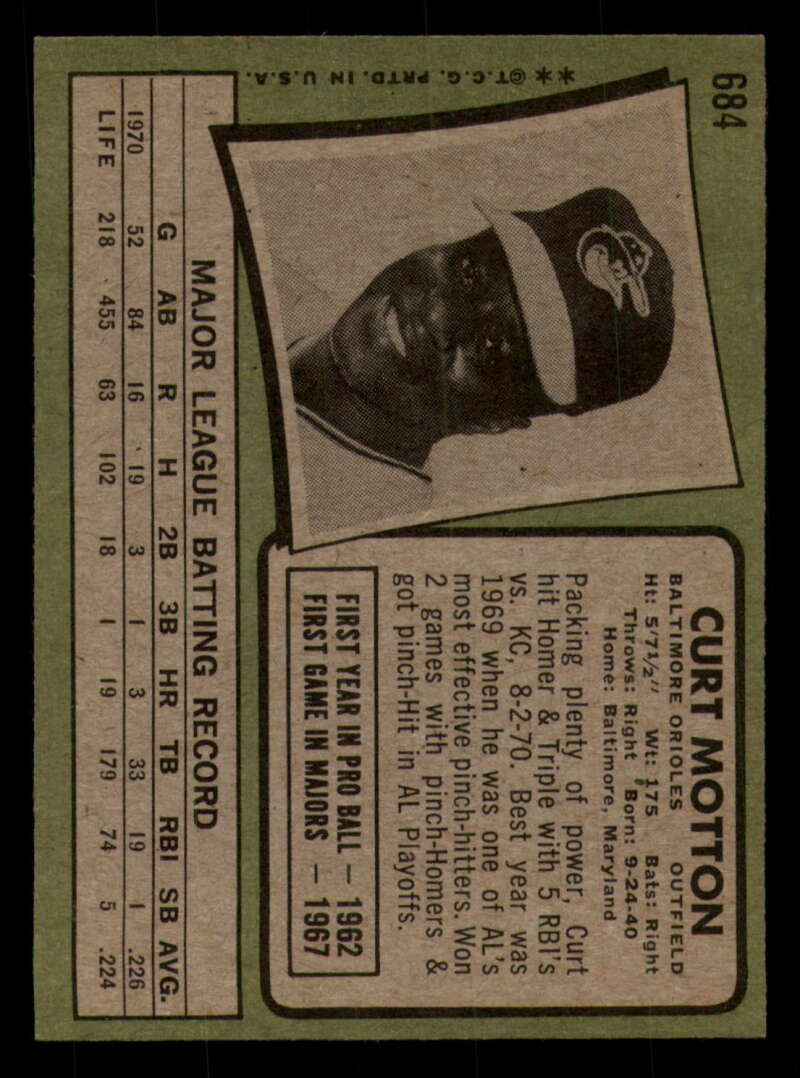 684
** ©T.C.G. PRTD. IN U.S.A.
CURT MOTTON
BALTIMORE ORIOLES OUTFIELD
Ht: 5'7½" Wt: 175 Bats: Right
Throws: Right Born: 9-24-40
Home: Baltimore, Maryland
Packing plenty of power, Curt
hit Homer & Triple with 5 RBI's
vs. KC, 8-2-70. Best year was
1969 when he was one of AL's
most effective pinch-hitters. Won
2 games with pinch-Homers &
got pinch-Hit in AL Playoffs.
FIRST YEAR IN PRO BALL — 1962
FIRST GAME IN MAJORS — 1967
MAJOR LEAGUE BATTING RECORD
G AB R H 2B 3B HR TB RBI SB AVG.
1970 52 84 16 19 3 1 3 33 19 1 .226
LIFE 218 455 63 102 18 1 19 179 74 5 .224